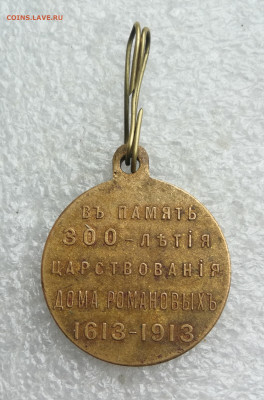 COINS.LAVE.RU
ВЪ ПАМЯТЬ
300-ЛѢТІЯ
ЦАРСТВОВАНІЯ
ДОМА РОМАНОВЫХЪ
1613-1913